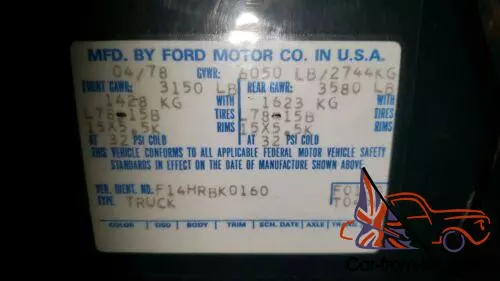 MFD. BY FORD MOTOR CO. IN U.S.A.
04/78 GVWR: 6050 LB/2744KG
FRONT GAWR: 3150 LB REAR GAWR: 3580 LB
1428 KG WITH 1623 KG WITH
L78-15B TIRES L78-15B TIRES
15X5.5K RIMS 15X5.5K RIMS
AT 32 PSI COLD AT 32 PSI COLD
THIS VEHICLE CONFORMS TO ALL APPLICABLE FEDERAL MOTOR VEHICLE SAFETY
STANDARDS IN EFFECT ON THE DATE OF MANUFACTURE SHOWN ABOVE.
VEH. IDENT. NO. F14HRBK0160
TYPE TRUCK T04
COLOR DSO BODY TRIM SCH. DATE AXLE